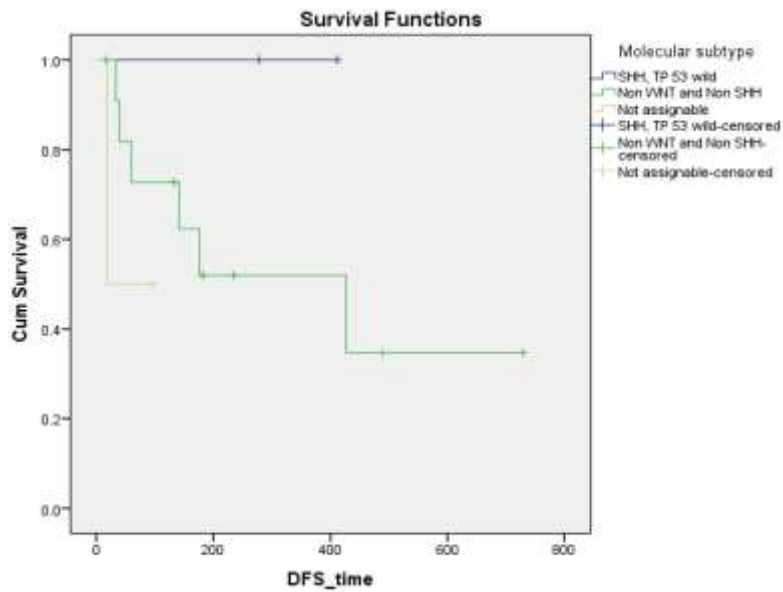 Survival Functions
Molecular subtype
SHH, TP 53 wild
Non WNT and Non SHH
Not assignable
SHH, TP 53 wild-censored
Non WNT and Non SHH-
censored
Not assignable-censored
Cum Survival
1.0
0.8
0.6
0.4
0.2
0.0
0
200
400
600
800
DFS_time